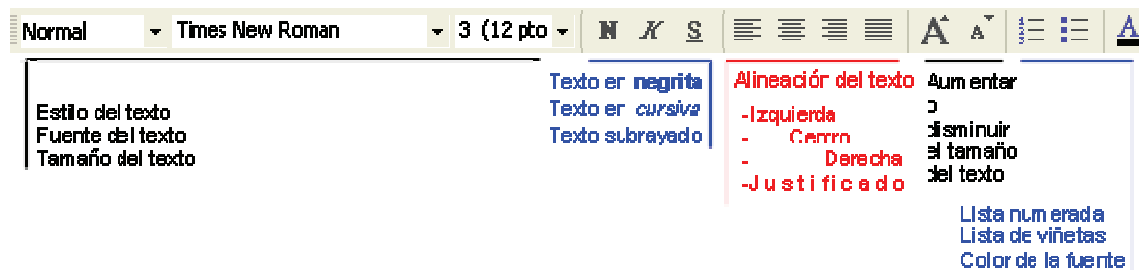 Normal Times New Roman 3 (12 pto N K S A A A
Estilo del texto
Fuente del texto
Tamaño del texto
Texto en negrita
Texto en cursiva
Texto subrayado
Alineación del texto
-Izquierda
- Centro
- Derecha
-Justificado
Aumentar
o
disminuir
el tamaño
del texto
Lista numerada
Lista de viñetas
Color de la fuente